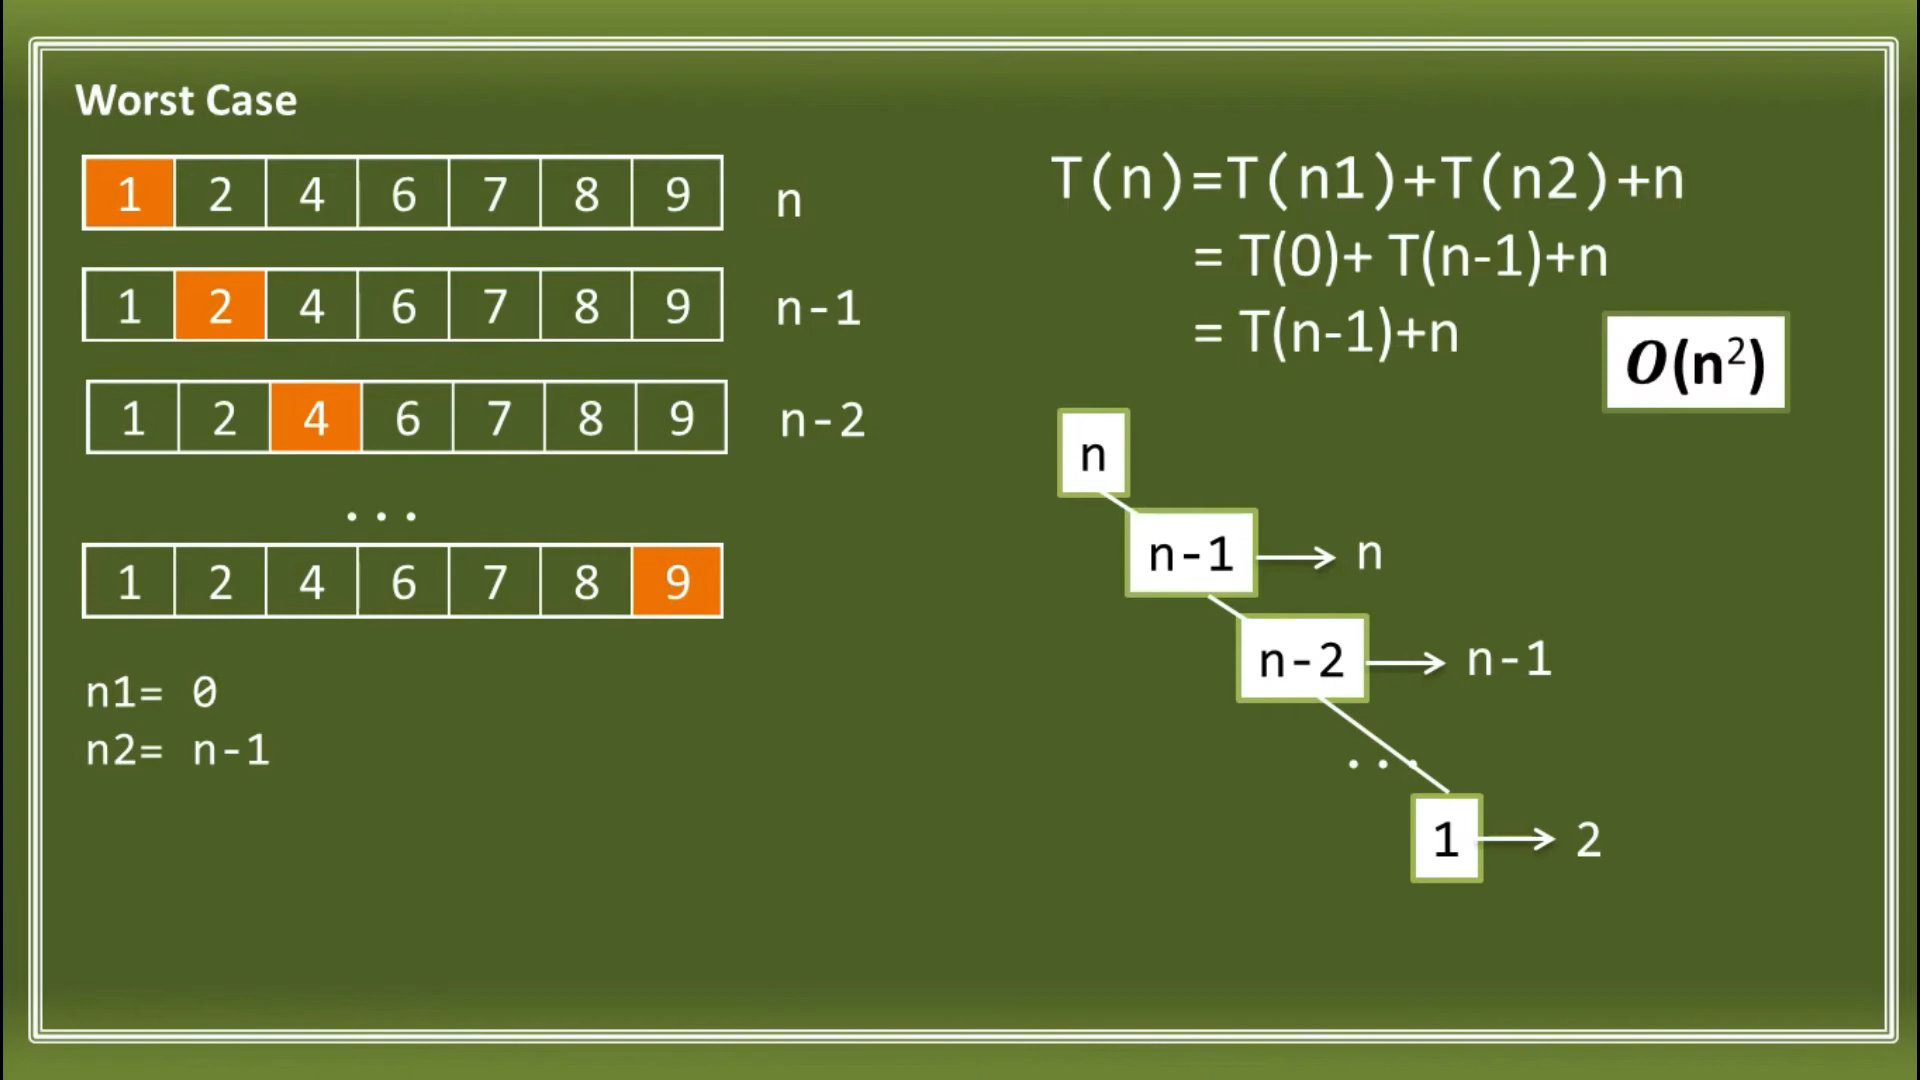 Worst Case
1 2 4 6 7 8 9 n
1 2 4 6 7 8 9 n-1
1 2 4 6 7 8 9 n-2
...
1 2 4 6 7 8 9
n1= 0
n2= n-1
T(n)=T(n1)+T(n2)+n
= T(0)+ T(n-1)+n
= T(n-1)+n
O(n²)
n
n-1 → n
n-2 → n-1
...
1 → 2